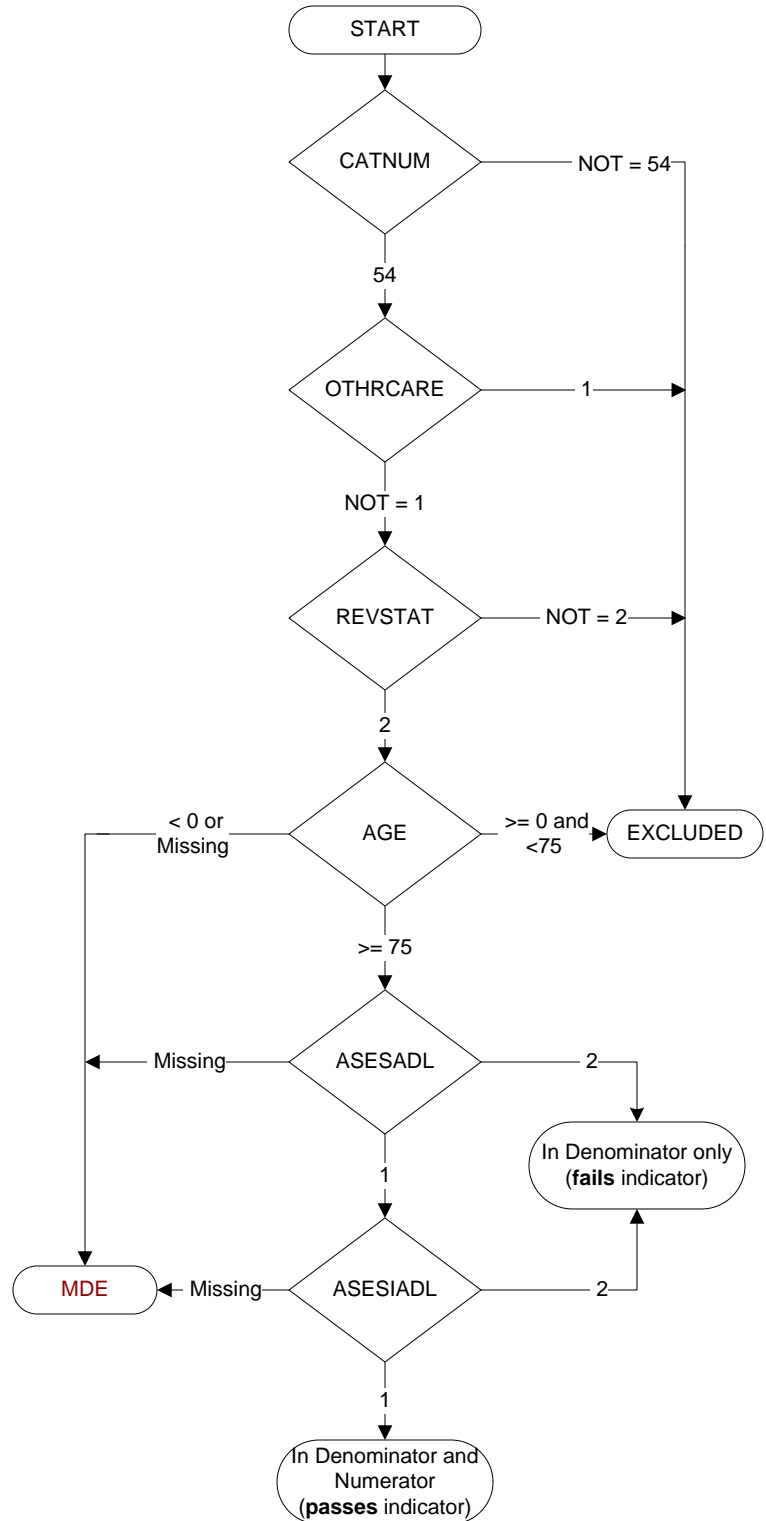 START
CATNUM
NOT = 54
54
OTHRCARE
1
NOT = 1
REVSTAT
NOT = 2
2
< 0 or
Missing
AGE
>= 0 and
<75
EXCLUDED
>= 75
Missing
ASESADL
2
In Denominator only
(fails indicator)
1
MDE
Missing
ASESIADL
2
1
In Denominator and
Numerator
(passes indicator)